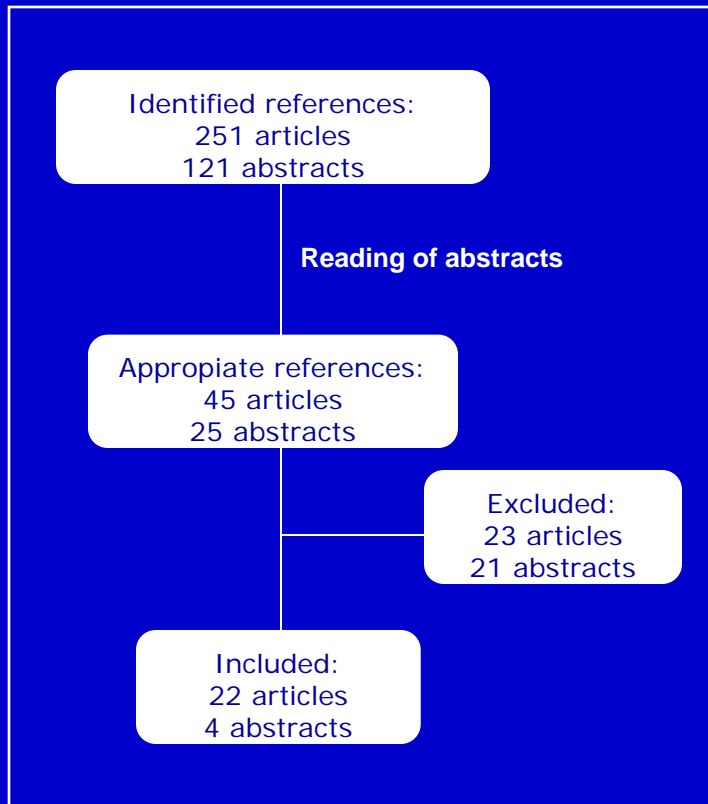 Identified references:
251 articles
121 abstracts
Reading of abstracts
Appropiate references:
45 articles
25 abstracts
Excluded:
23 articles
21 abstracts
Included:
22 articles
4 abstracts